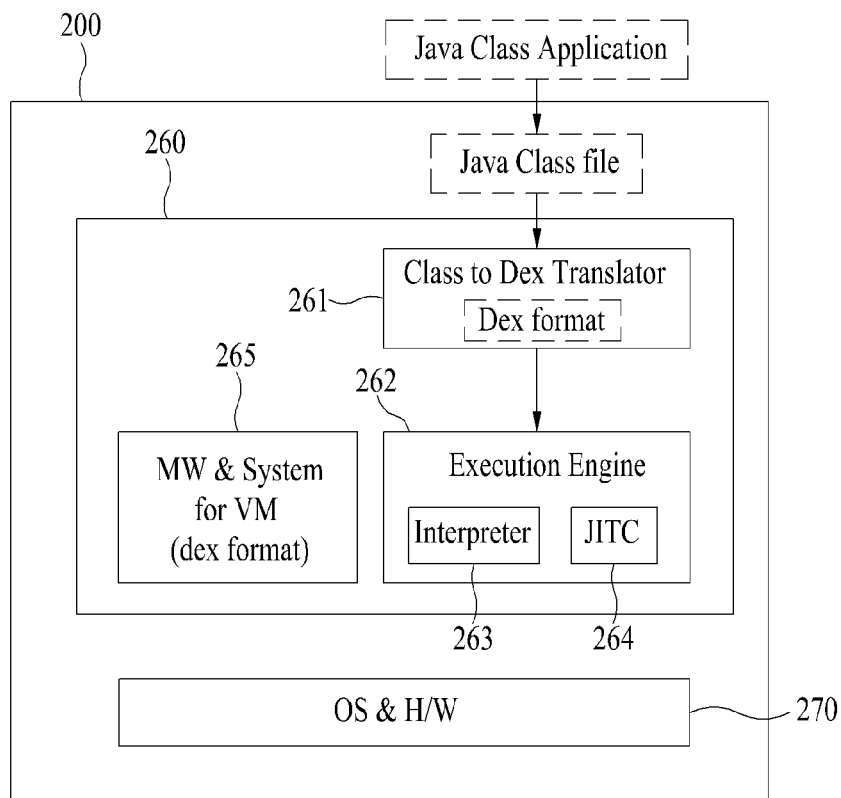 200
Java Class Application
260
Java Class file
Class to Dex Translator
261
Dex format
265
262
MW & System
for VM
(dex format)
Execution Engine
Interpreter
JITC
263
264
OS & H/W
270